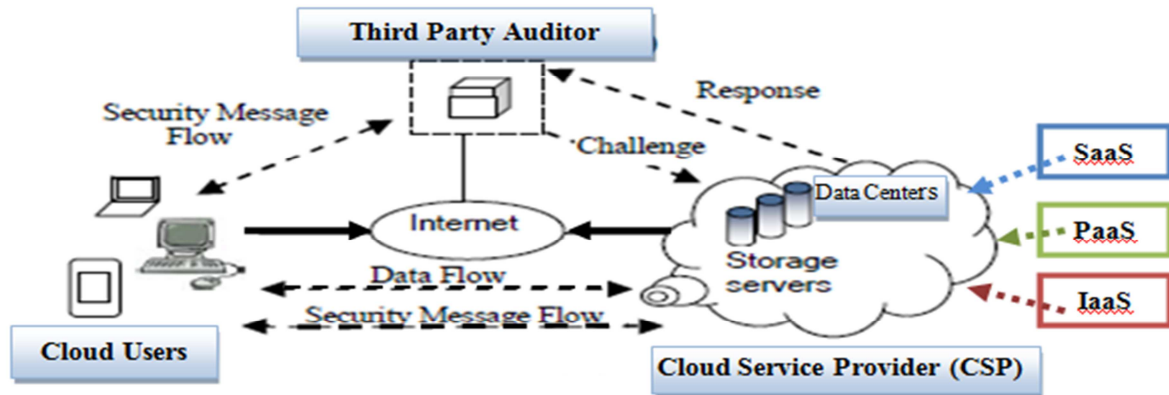 Third Party Auditor
Security Message
Flow
Response
Challenge
SaaS
Data Centers
PaaS
Internet
Storage
servers
Data Flow
IaaS
Security Message Flow
Cloud Users
Cloud Service Provider (CSP)